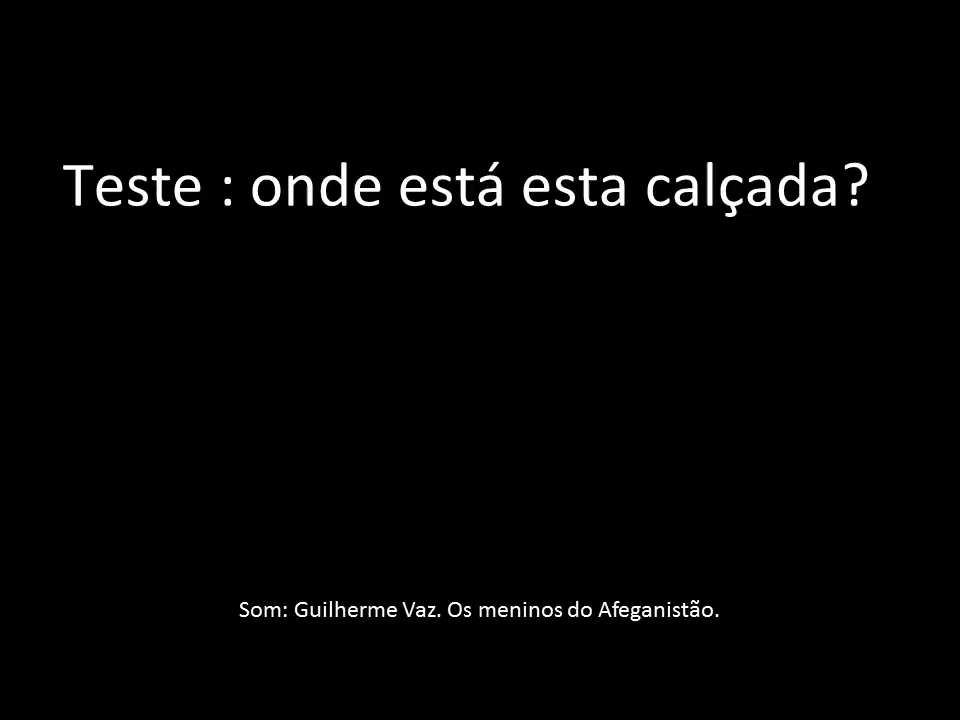 Teste : onde está esta calçada?
Som: Guilherme Vaz. Os meninos do Afeganistão.